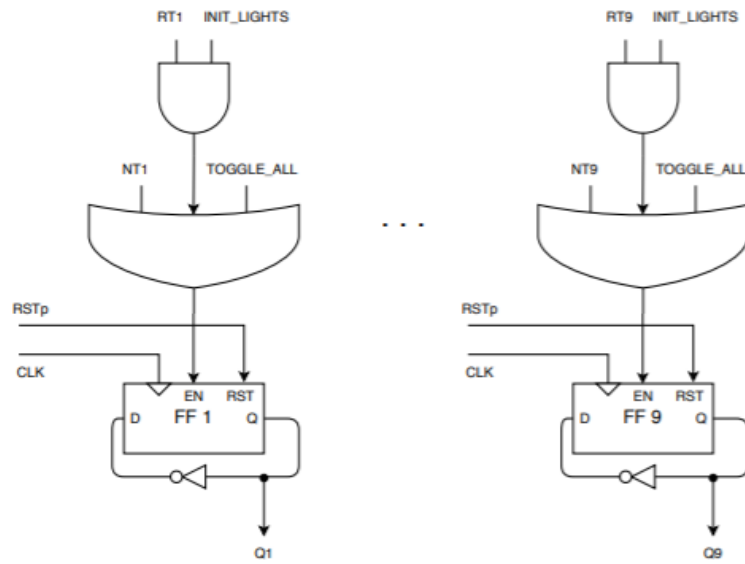 RT1 INIT_LIGHTS RT9 INIT_LIGHTS
NT1 TOGGLE_ALL NT9 TOGGLE_ALL
. . .
RSTp RSTp
CLK CLK
EN RST EN RST
D FF 1 Q D FF 9 Q
Q1 Q9